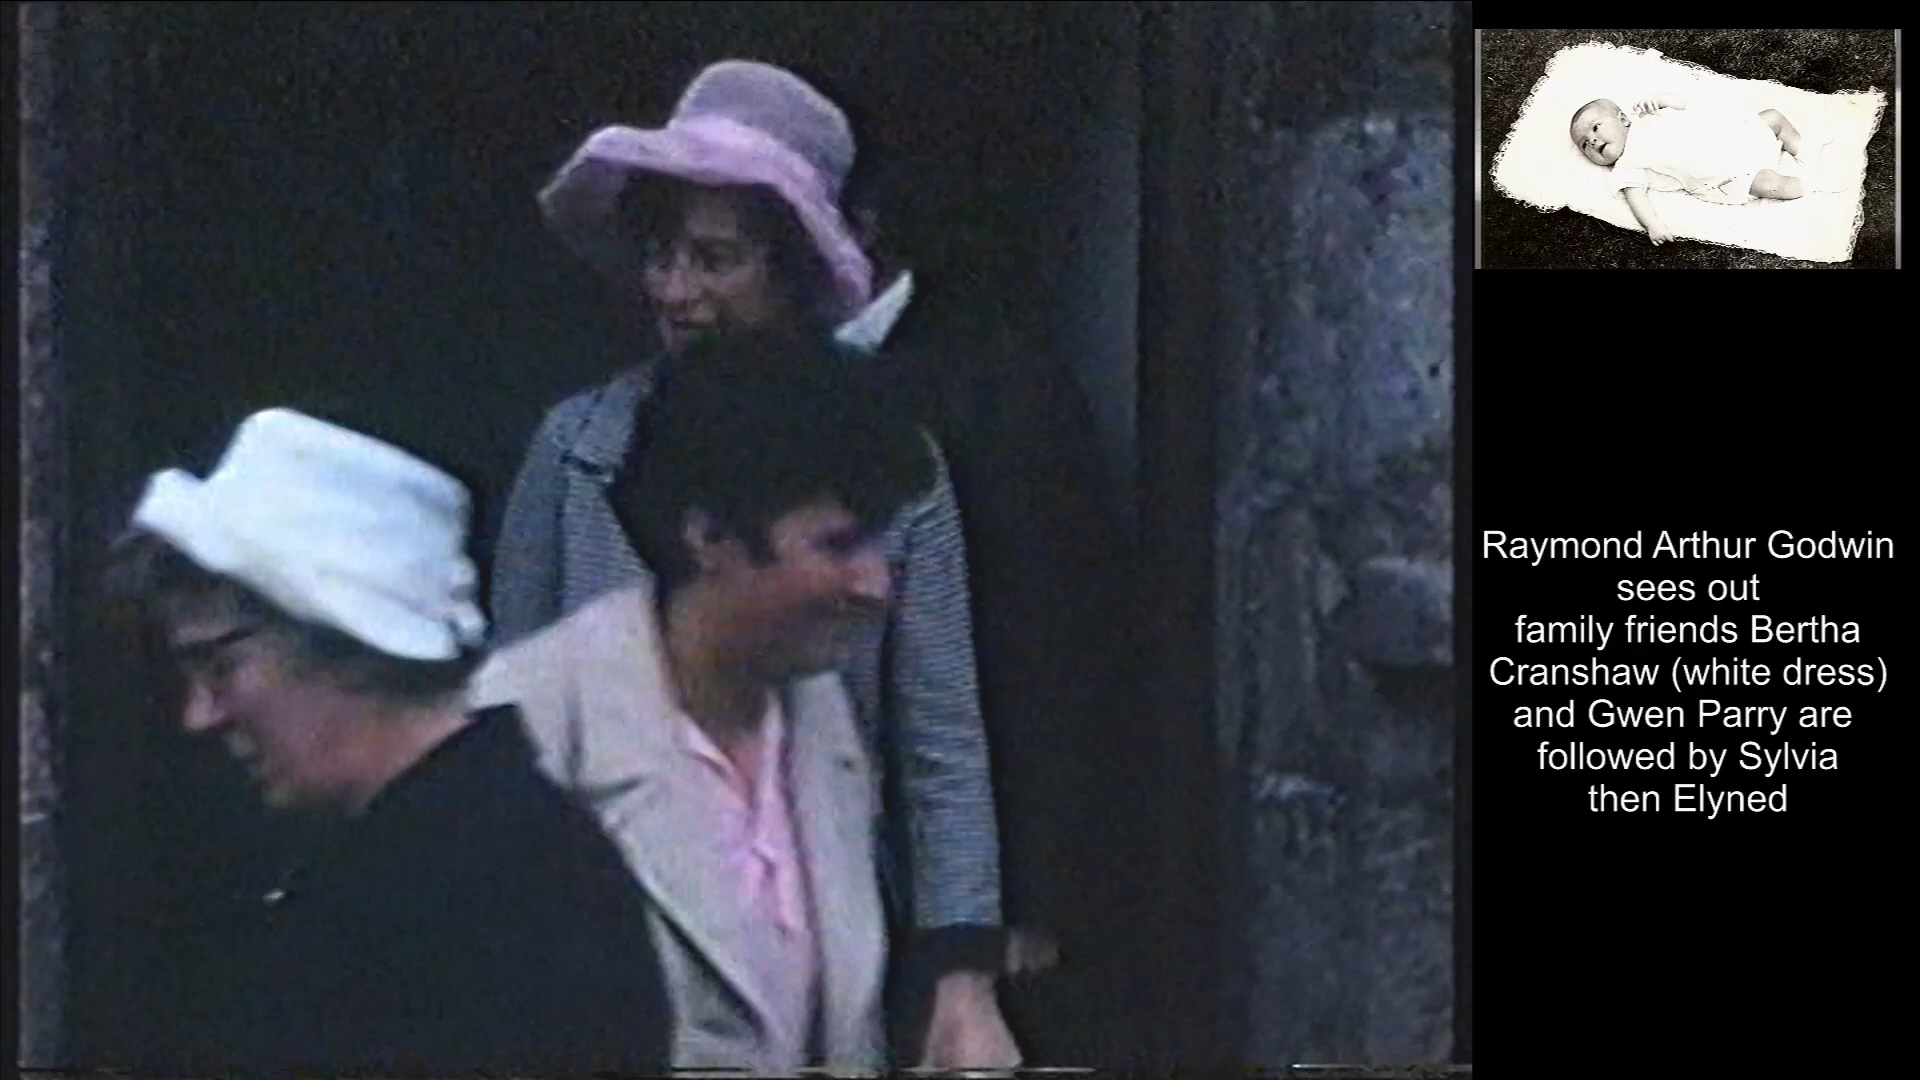 Raymond Arthur Godwin
sees out
family friends Bertha
Cranshaw (white dress)
and Gwen Parry are
followed by Sylvia
then Elyned